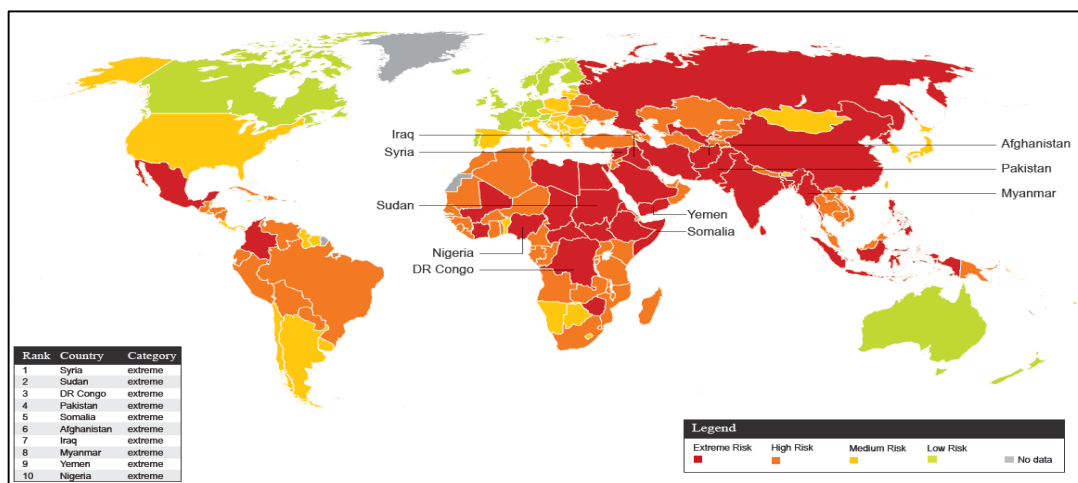 Iraq
Syria
Afghanistan
Pakistan
Myanmar
Sudan
Yemen
Somalia
Nigeria
DR Congo
Rank Country Category
1 Syria extreme
2 Sudan extreme
3 DR Congo extreme
4 Pakistan extreme
5 Somalia extreme
6 Afghanistan extreme
7 Iraq extreme
8 Myanmar extreme
9 Yemen extreme
10 Nigeria extreme
Legend
Extreme Risk High Risk Medium Risk Low Risk No data